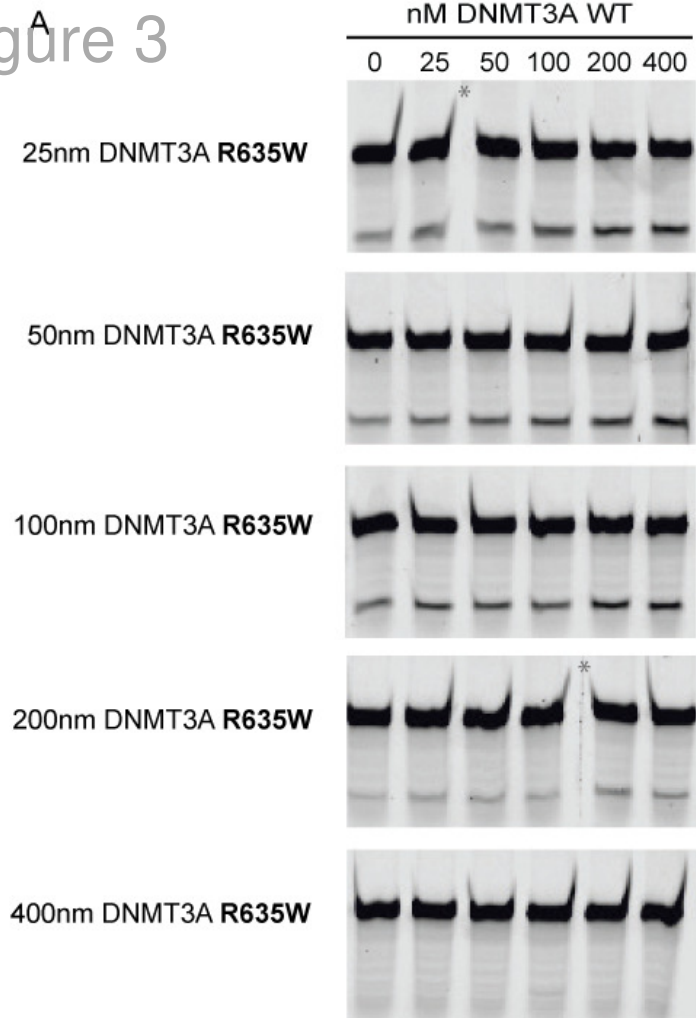 A
gure 3
nM DNMT3A WT
0 25 50 100 200 400
*
25nm DNMT3A R635W
50nm DNMT3A R635W
100nm DNMT3A R635W
*
200nm DNMT3A R635W
400nm DNMT3A R635W